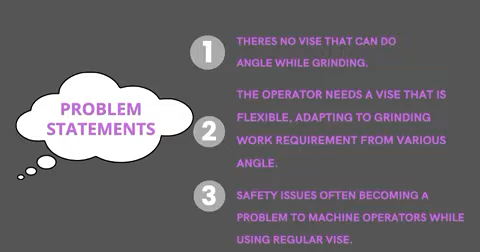 PROBLEM
STATEMENTS
1
THERES NO VISE THAT CAN DO
ANGLE WHILE GRINDING.
2
THE OPERATOR NEEDS A VISE THAT IS
FLEXIBLE, ADAPTING TO GRINDING
WORK REQUIREMENT FROM VARIOUS
ANGLE.
3
SAFETY ISSUES OFTEN BECOMING A
PROBLEM TO MACHINE OPERATORS WHILE
USING REGULAR VISE.